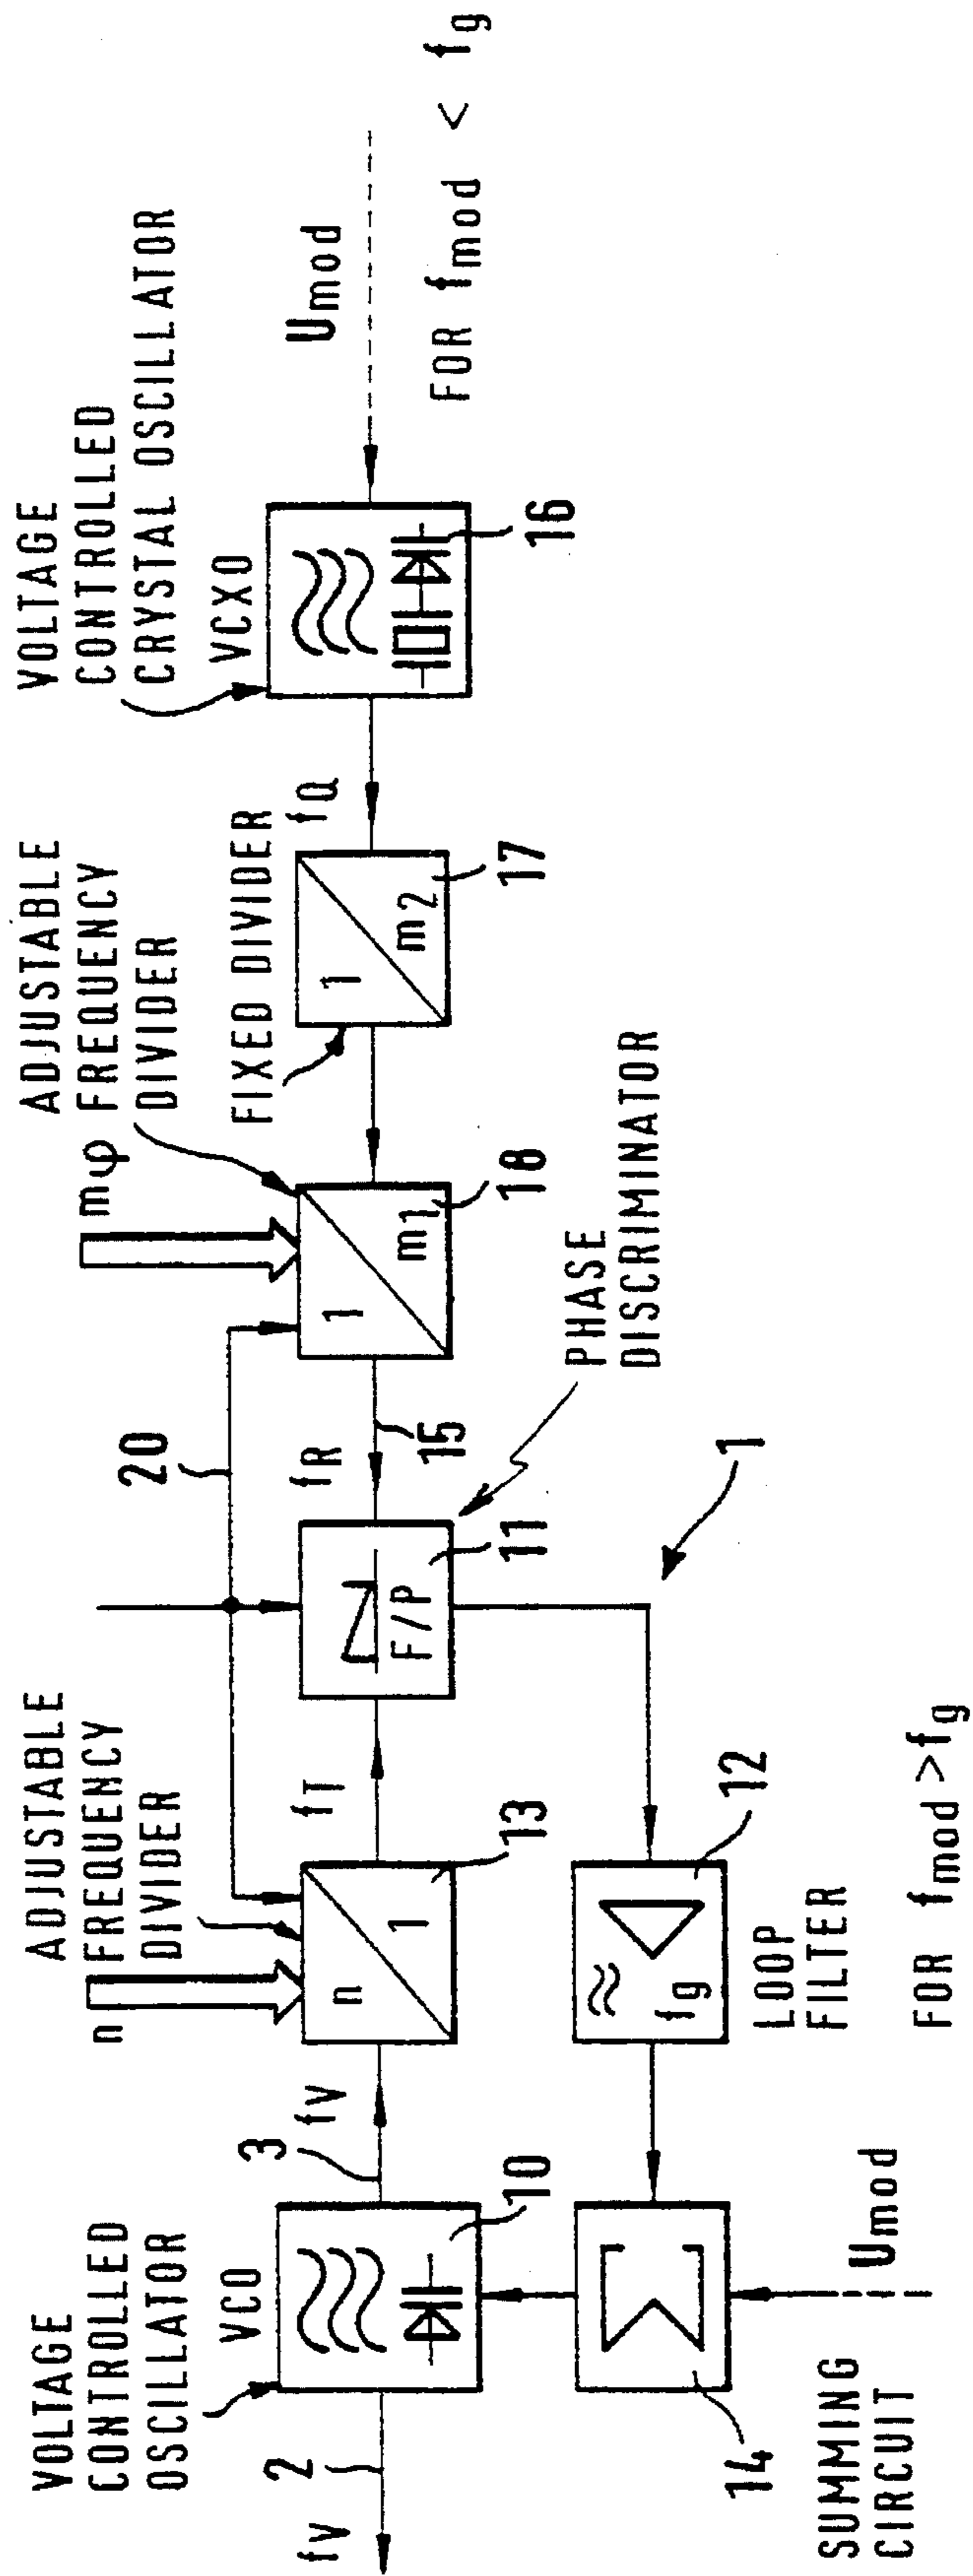 VOLTAGE
CONTROLLED
OSCILLATOR
VCO
fV
2
10
3
fV
n
ADJUSTABLE
FREQUENCY
DIVIDER
n
1
13
fT
20
F/P
11
PHASE
DISCRIMINATOR
fR
15
mφ
ADJUSTABLE
FREQUENCY
DIVIDER
1
m1
18
FIXED DIVIDER
1
m2
17
fQ
VOLTAGE
CONTROLLED
CRYSTAL OSCILLATOR
VCXO
16
Umod
FOR fmod < fg
1
12
fg
LOOP
FILTER
14
SUMMING
CIRCUIT
Umod
FOR fmod >fg